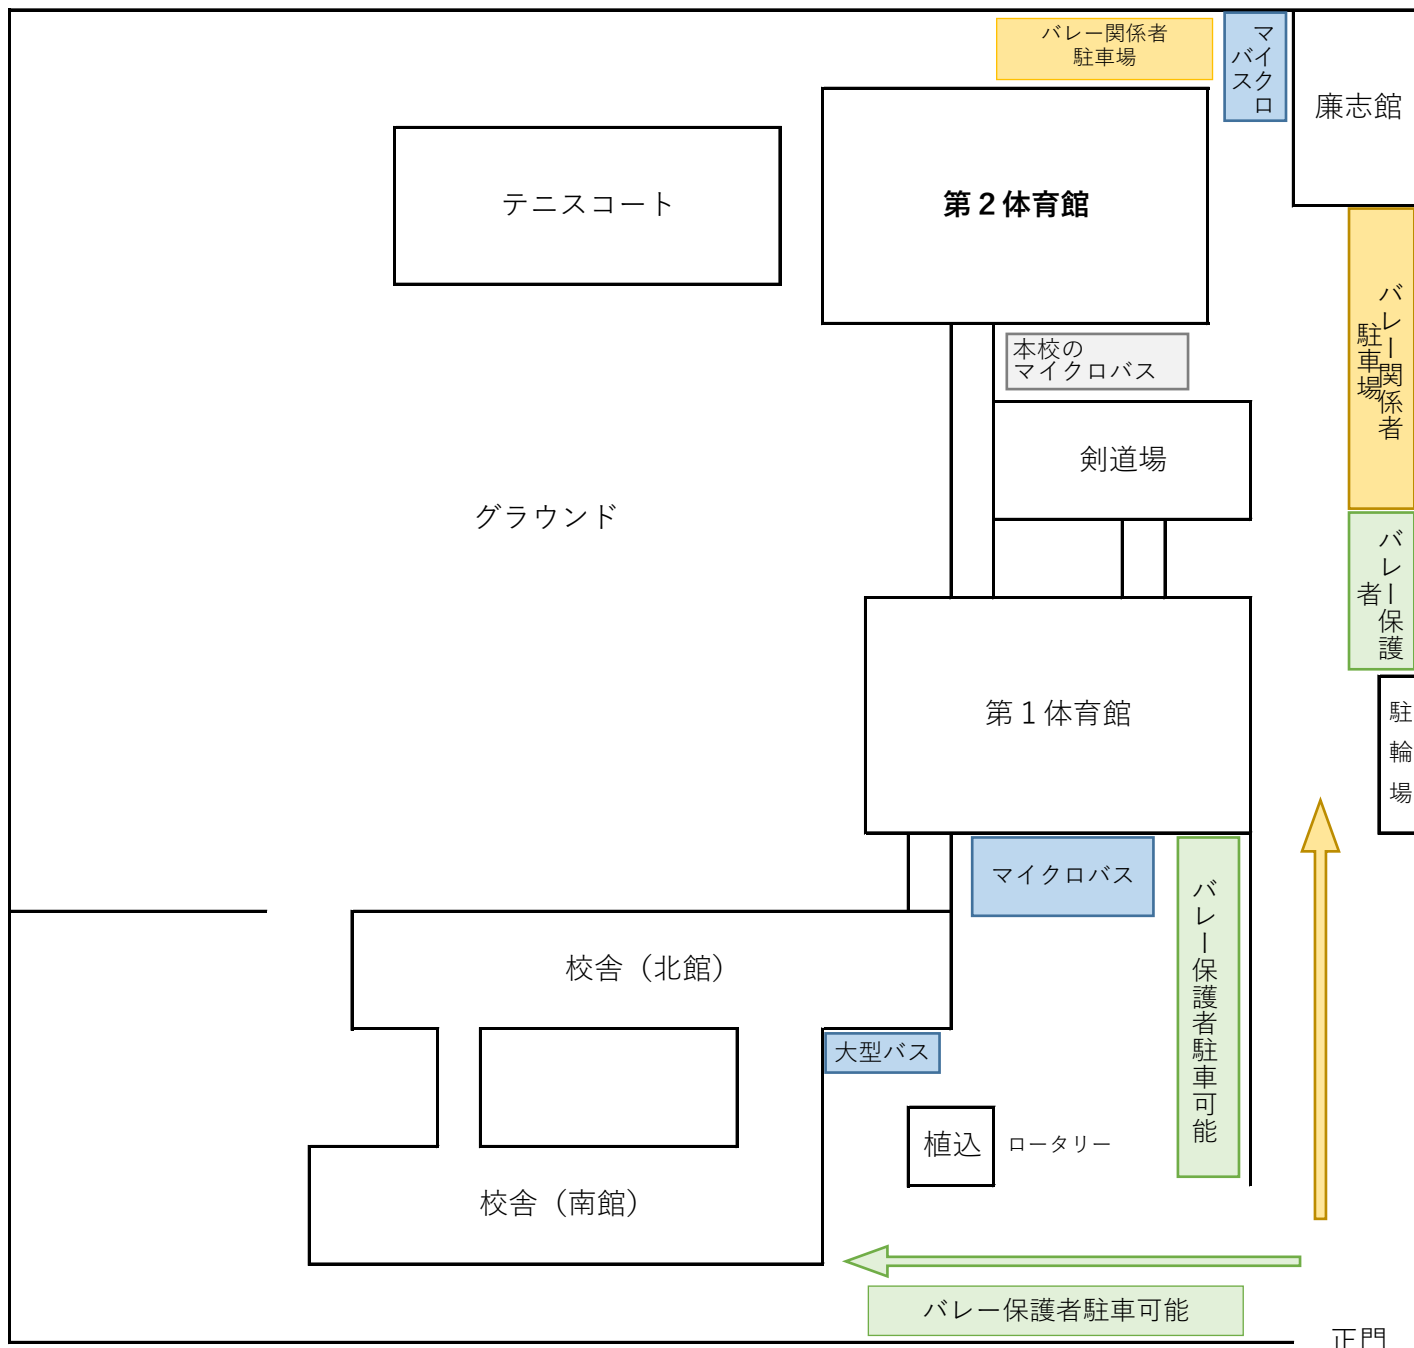 バレー関係者
駐車場
マイクロ
バス
廉志館
テニスコート
第２体育館
バレー関係者
駐車場
本校の
マイクロバス
剣道場
グラウンド
バレー保護
者
第１体育館
駐輪場
マイクロバス
バレー保護者駐車可能
校舎（北館）
大型バス
植込
ロータリー
校舎（南館）
バレー保護者駐車可能
正門